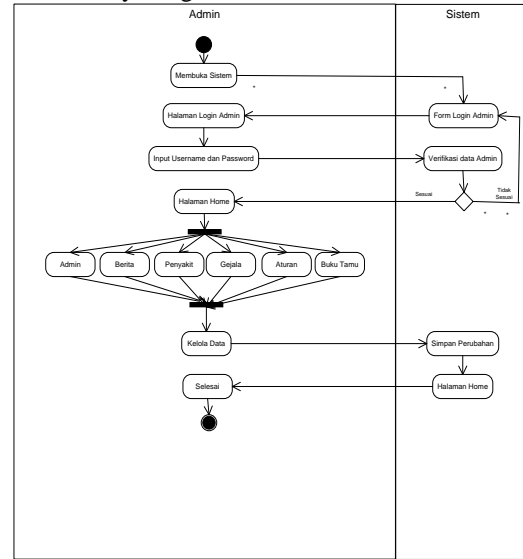 Admin
Sistem
Membuka Sistem
Halaman Login Admin
Form Login Admin
Input Username dan Password
Verifikasi data Admin
Tidak
Sesuai
Sesuai
Halaman Home
Admin
Berita
Penyakit
Gejala
Aturan
Buku Tamu
Kelola Data
Simpan Perubahan
Selesai
Halaman Home